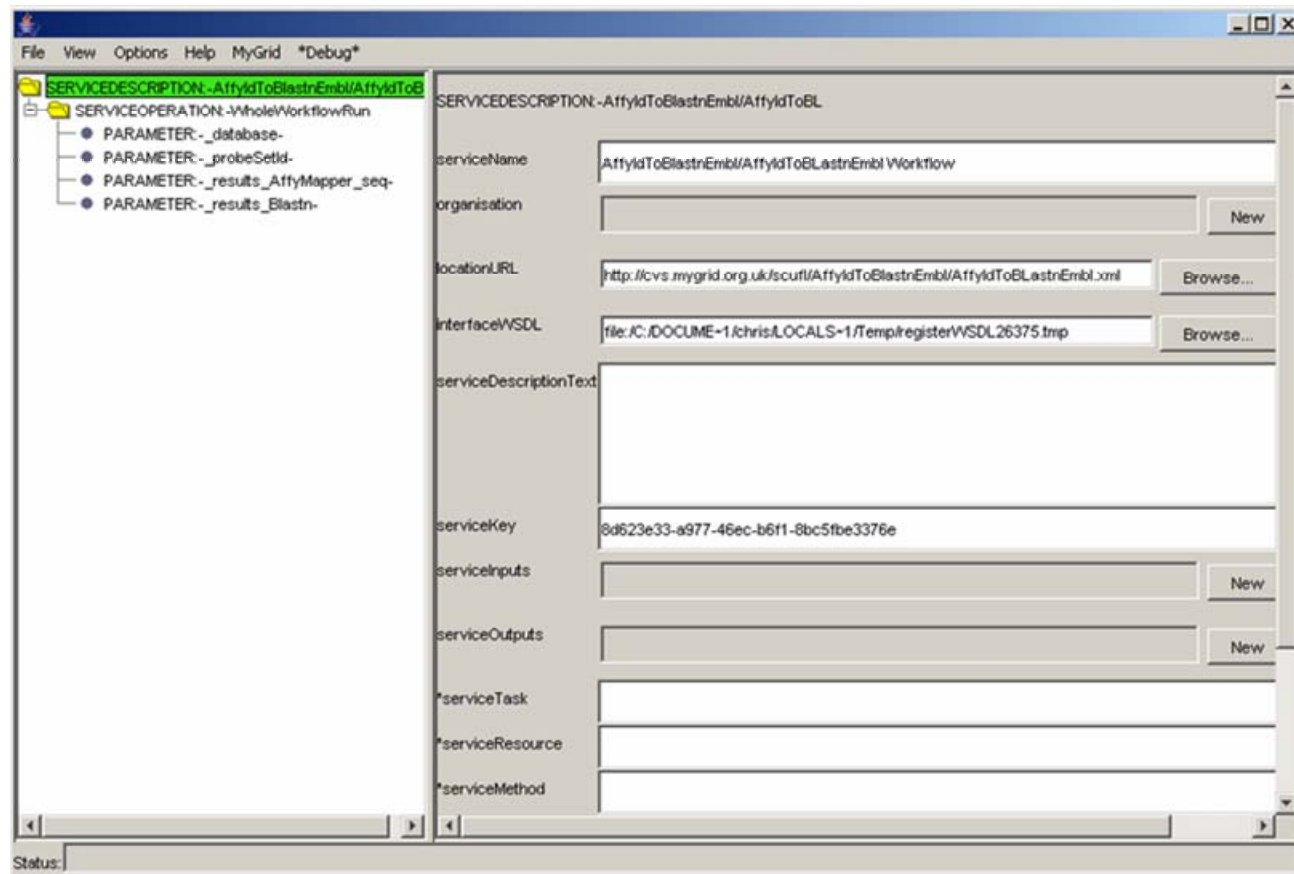 File View Options Help MyGrid *Debug*
SERVICEDESCRIPTION:-AffyIdToBlastnEmbl/AffyIdToB
SERVICEOPERATION:-WholeWorkflowRun
PARAMETER:-_database-
PARAMETER:-_probeSetId-
PARAMETER:-_results_AffyMapper_seq-
PARAMETER:-_results_Blastn-
SERVICEDESCRIPTION:-AffyIdToBlastnEmbl/AffyIdToBL
serviceName AffyIdToBlastnEmbl/AffyIdToBLastnEmbl Workflow
organisation New
locationURL http://cvs.mygrid.org.uk/scufl/AffyIdToBlastnEmbl/AffyIdToBLastnEmbl.xml Browse...
interfaceWSDL file:/C:/DOCUME~1/chris/LOCALS~1/Temp/registerWSDL26375.tmp Browse...
serviceDescriptionText
serviceKey 8d623e33-a977-46ec-b6f1-8bc5fbe3376e
serviceInputs New
serviceOutputs New
*serviceTask
*serviceResource
*serviceMethod
Status: